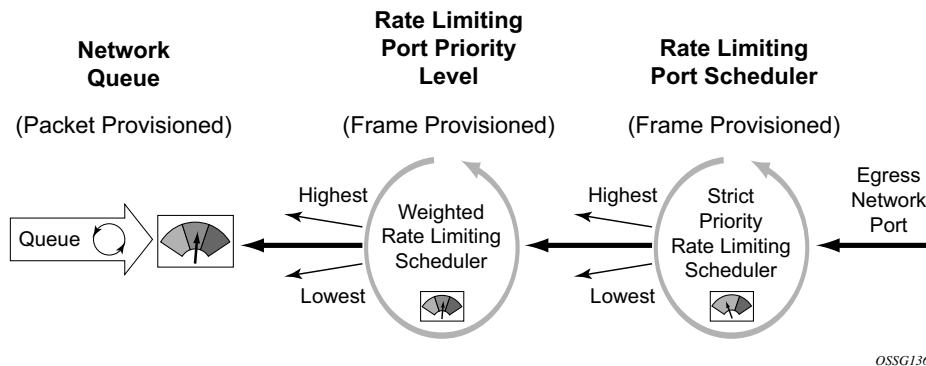 Network
Queue
(Packet Provisioned)
Rate Limiting
Port Priority
Level
(Frame Provisioned)
Rate Limiting
Port Scheduler
(Frame Provisioned)
Queue
Highest
Lowest
Weighted
Rate Limiting
Scheduler
Highest
Lowest
Strict
Priority
Rate Limiting
Scheduler
Egress
Network
Port
OSSG136